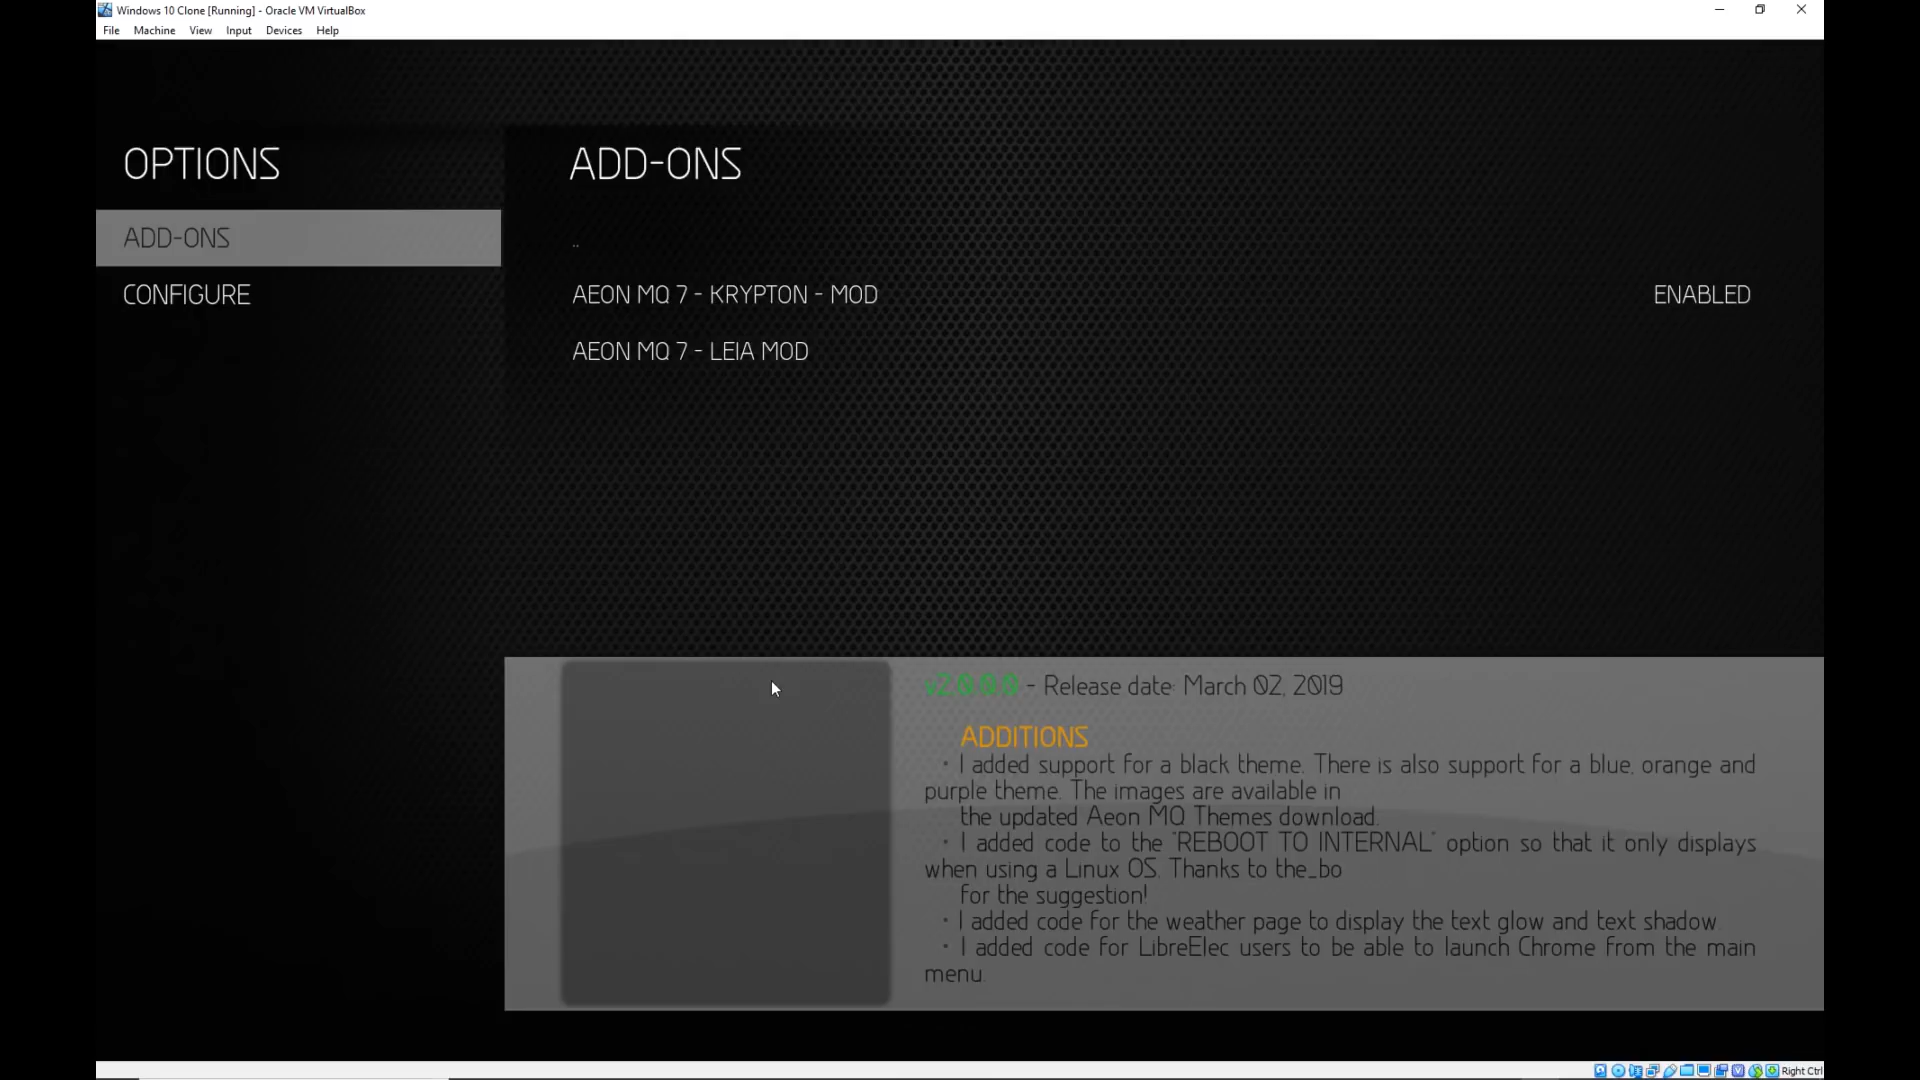 Windows 10 Clone [Running] - Oracle VM VirtualBox
File Machine View Input Devices Help
OPTIONS
ADD-ONS
CONFIGURE
ADD-ONS
..
AEON MQ 7 - KRYPTON - MOD ENABLED
AEON MQ 7 - LEIA MOD
v2.0.0.0 - Release date: March 02, 2019
ADDITIONS
• I added support for a black theme. There is also support for a blue, orange and
purple theme. The images are available in
the updated Aeon MQ Themes download.
• I added code to the "REBOOT TO INTERNAL" option so that it only displays
when using a Linux OS. Thanks to the_bo
for the suggestion!
• I added code for the weather page to display the text glow and text shadow.
• I added code for LibreElec users to be able to launch Chrome from the main
menu.
Right Ctrl